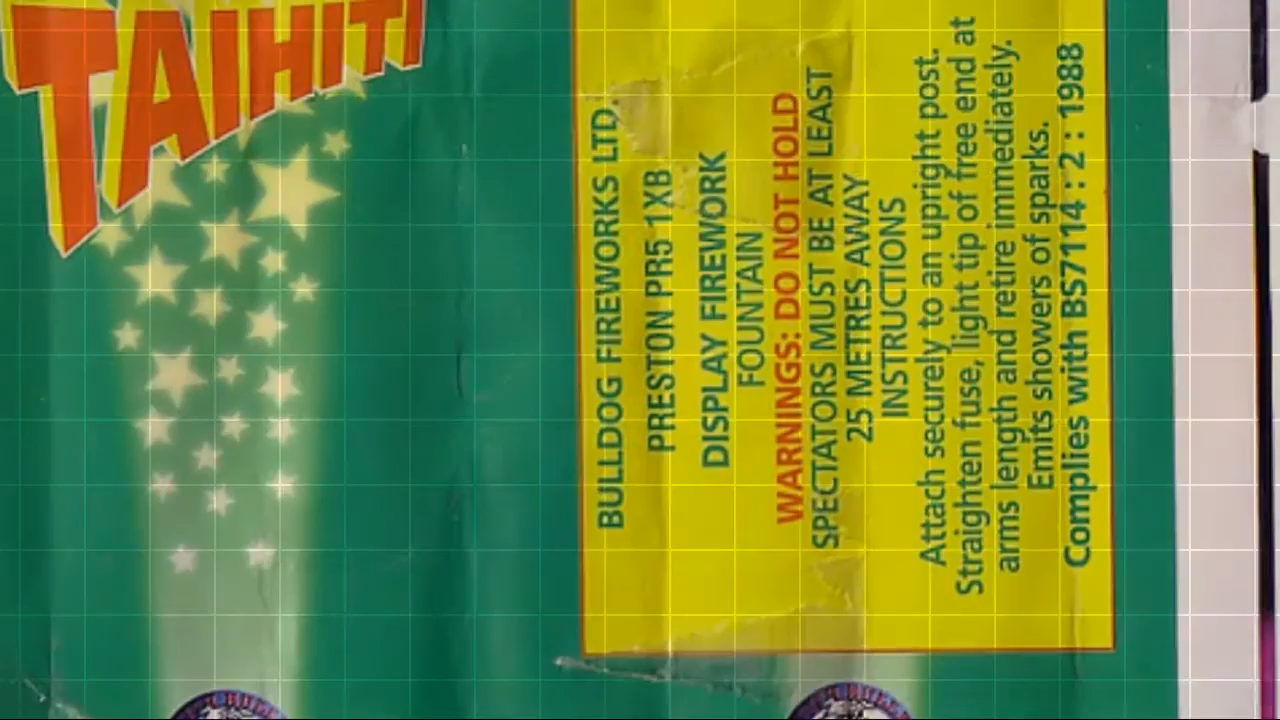 TAIHITI
BULLDOG FIREWORKS LTD,
PRESTON PR5 1XB
DISPLAY FIREWORK
FOUNTAIN
WARNINGS: DO NOT HOLD
SPECTATORS MUST BE AT LEAST
25 METRES AWAY
INSTRUCTIONS
Attach securely to an upright post.
Straighten fuse, light tip of free end at
arms length and retire immediately.
Emits showers of sparks.
Complies with BS7114 : 2 : 1988